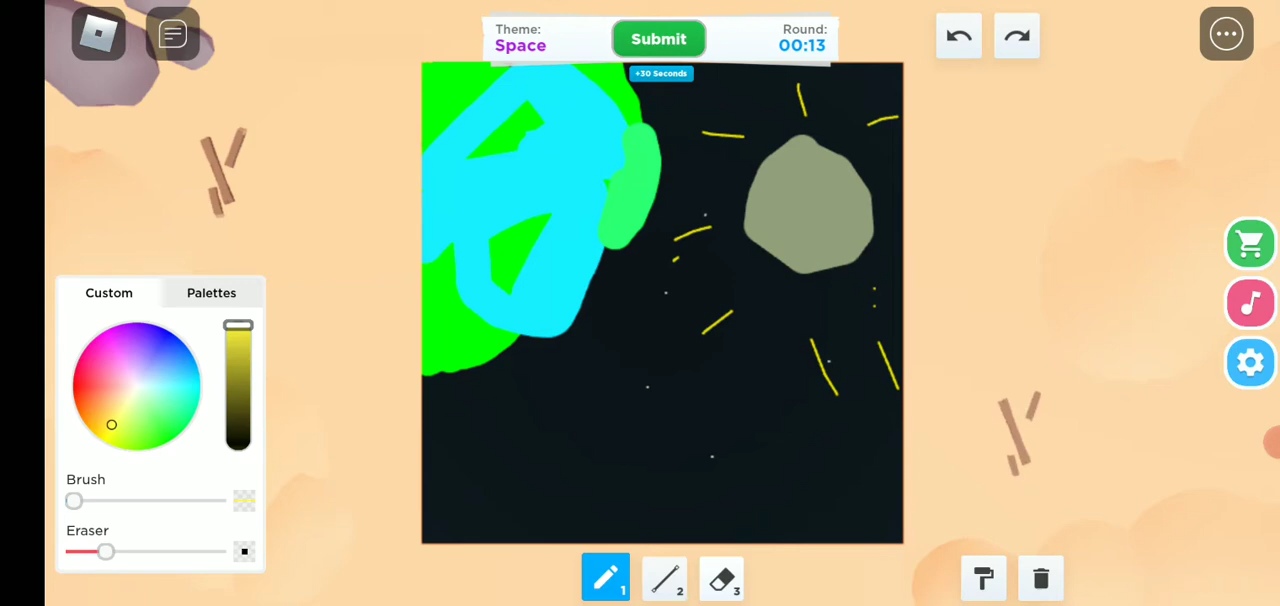 Theme:
Space
Submit
Round:
00:13
+30 Seconds
Custom
Palettes
Brush
Eraser
1
2
3